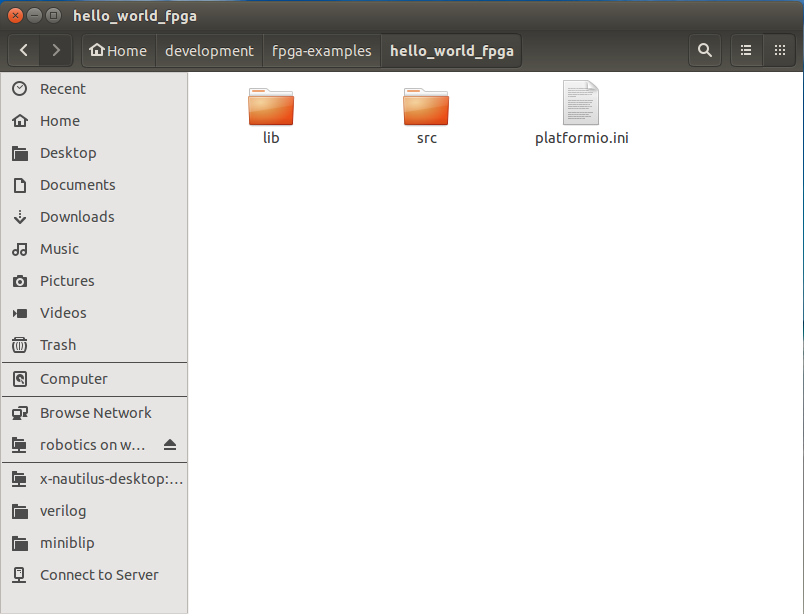 hello_world_fpga
Home development fpga-examples hello_world_fpga
Recent
Home
Desktop
Documents
Downloads
Music
Pictures
Videos
Trash
Computer
Browse Network
robotics on w...
x-nautilus-desktop:...
verilog
miniblip
Connect to Server
lib src platformio.ini